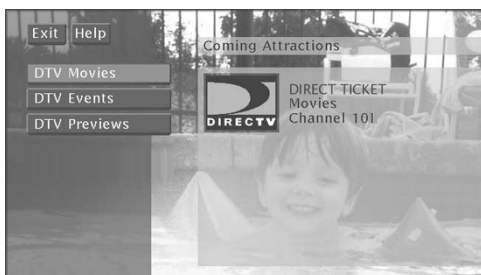 Exit Help
Coming Attractions
DTV Movies
DTV Events
DTV Previews
DIRECTV
DIRECT TICKET
Movies
Channel 101